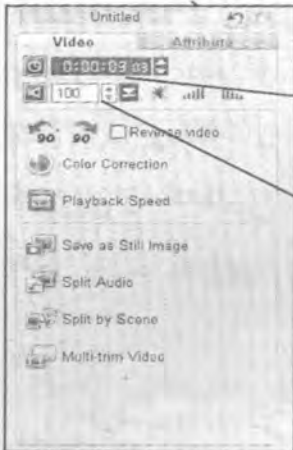 Untitled
Video Attribute
0:00:03.03
100
90 90 Reverse video
Color Correction
Playback Speed
Save as Still Image
Split Audio
Split by Scene
Multi-trim Video